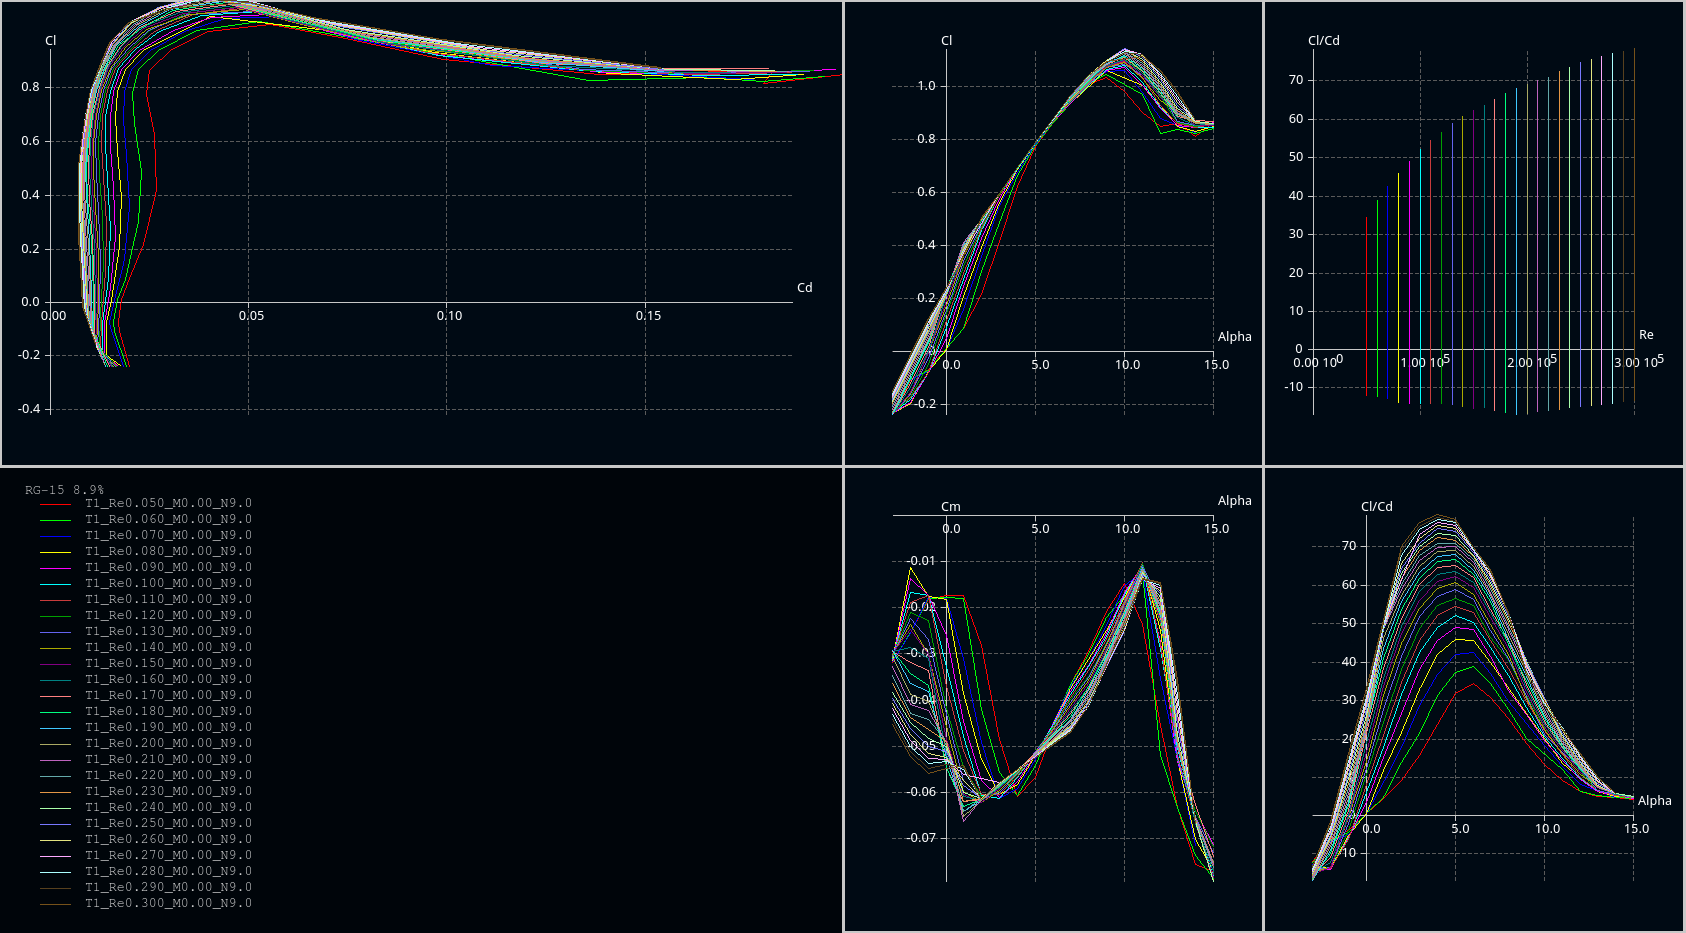 Cl
0.8
0.6
0.4
0.2
0.0
-0.2
-0.4
0.00
0.05
0.10
0.15
Cd
Cl
1.0
0.8
0.6
0.4
0.2
-0.2
0.0
5.0
10.0
15.0
Alpha
Cl/Cd
70
60
50
40
30
20
10
0
-10
0.00 10^0
1.00 10^5
2.00 10^5
3.00 10^5
Re
RG-15 8.9%
T1_Re0.050_M0.00_N9.0
T1_Re0.060_M0.00_N9.0
T1_Re0.070_M0.00_N9.0
T1_Re0.080_M0.00_N9.0
T1_Re0.090_M0.00_N9.0
T1_Re0.100_M0.00_N9.0
T1_Re0.110_M0.00_N9.0
T1_Re0.120_M0.00_N9.0
T1_Re0.130_M0.00_N9.0
T1_Re0.140_M0.00_N9.0
T1_Re0.150_M0.00_N9.0
T1_Re0.160_M0.00_N9.0
T1_Re0.170_M0.00_N9.0
T1_Re0.180_M0.00_N9.0
T1_Re0.190_M0.00_N9.0
T1_Re0.200_M0.00_N9.0
T1_Re0.210_M0.00_N9.0
T1_Re0.220_M0.00_N9.0
T1_Re0.230_M0.00_N9.0
T1_Re0.240_M0.00_N9.0
T1_Re0.250_M0.00_N9.0
T1_Re0.260_M0.00_N9.0
T1_Re0.270_M0.00_N9.0
T1_Re0.280_M0.00_N9.0
T1_Re0.290_M0.00_N9.0
T1_Re0.300_M0.00_N9.0
Cm
Alpha
0.0
5.0
10.0
15.0
-0.01
-0.02
-0.03
-0.04
-0.05
-0.06
-0.07
Cl/Cd
70
60
50
40
30
20
Alpha
0.0
5.0
10.0
15.0
10